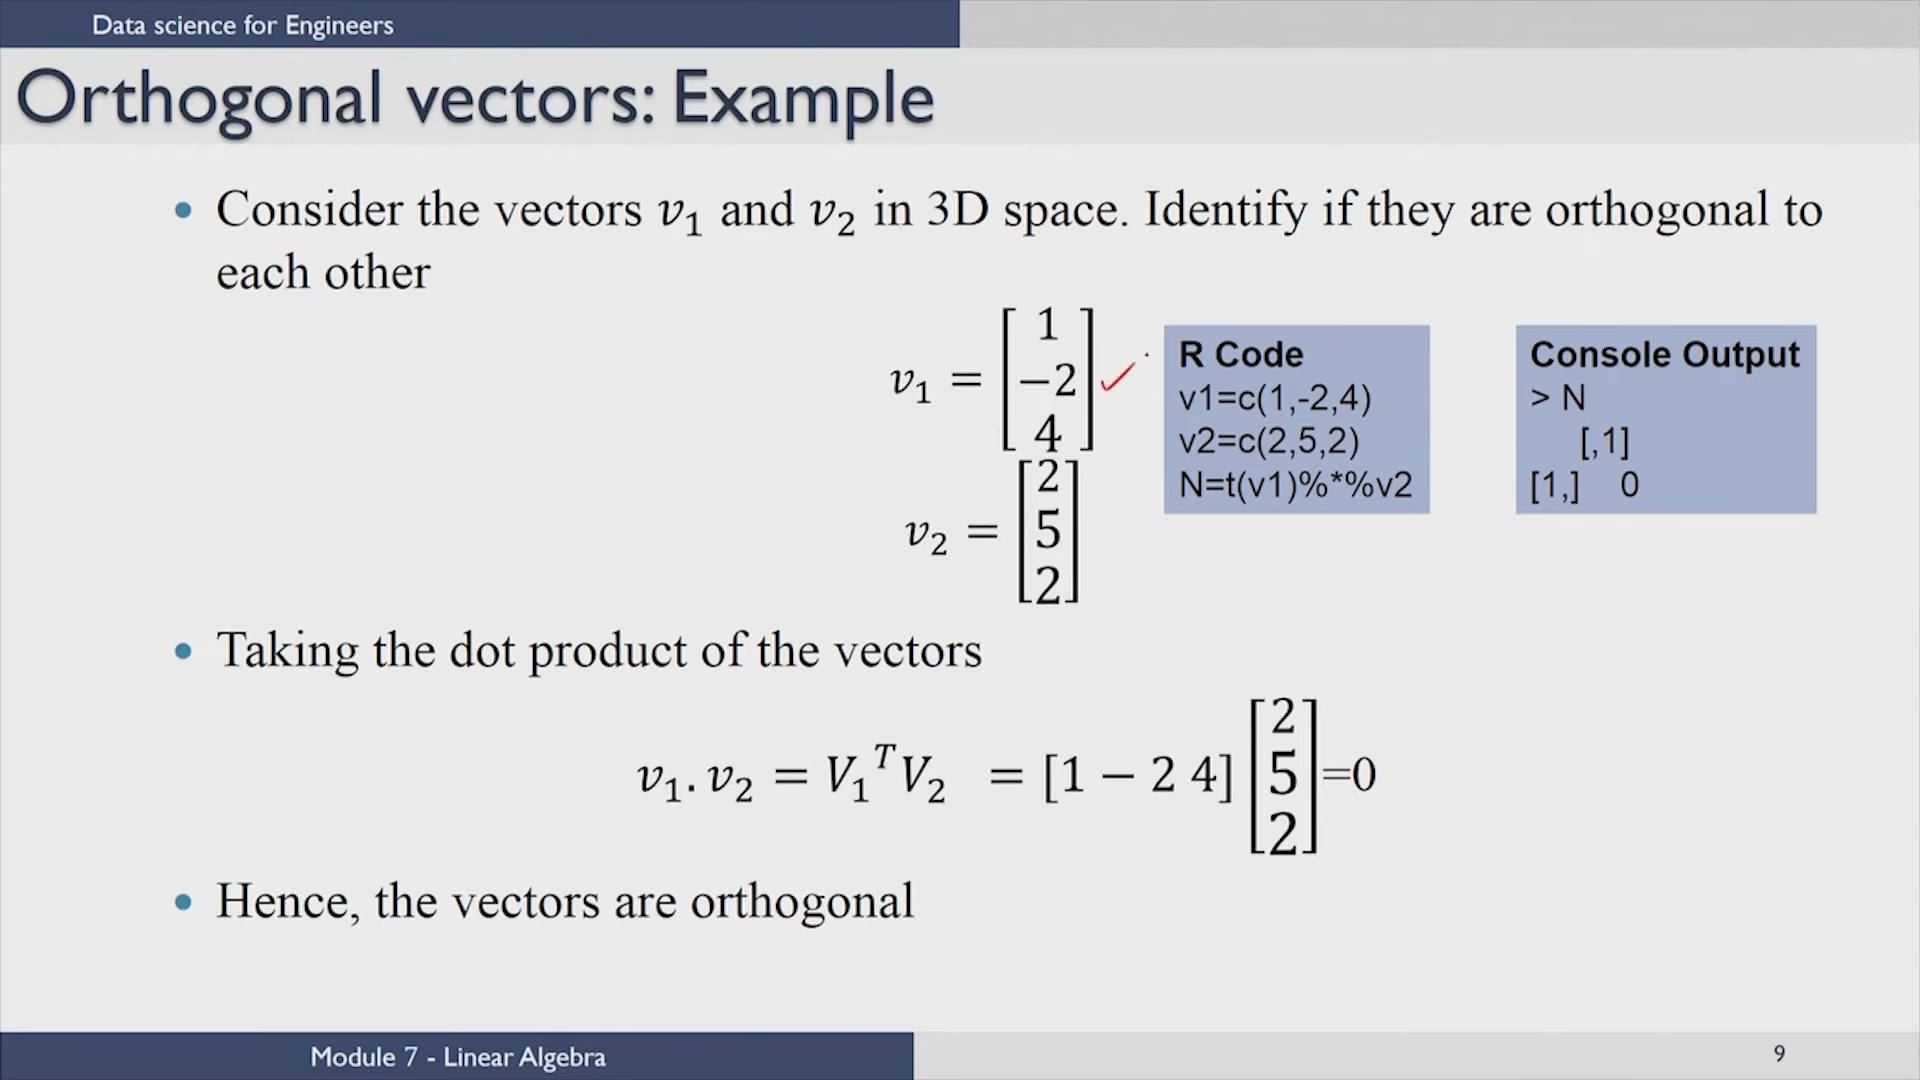 Data science for Engineers
Orthogonal vectors: Example
• Consider the vectors v₁ and v₂ in 3D space. Identify if they are orthogonal to
each other
v₁ = [1 −2 4]
v₂ = [2 5 2]
R Code
v1=c(1,-2,4)
v2=c(2,5,2)
N=t(v1)%*%v2
Console Output
> N
[,1]
[1,] 0
• Taking the dot product of the vectors
v₁. v₂ = V₁ᵀV₂ = [1 − 2 4] [2 5 2] =0
• Hence, the vectors are orthogonal
Module 7 - Linear Algebra
9